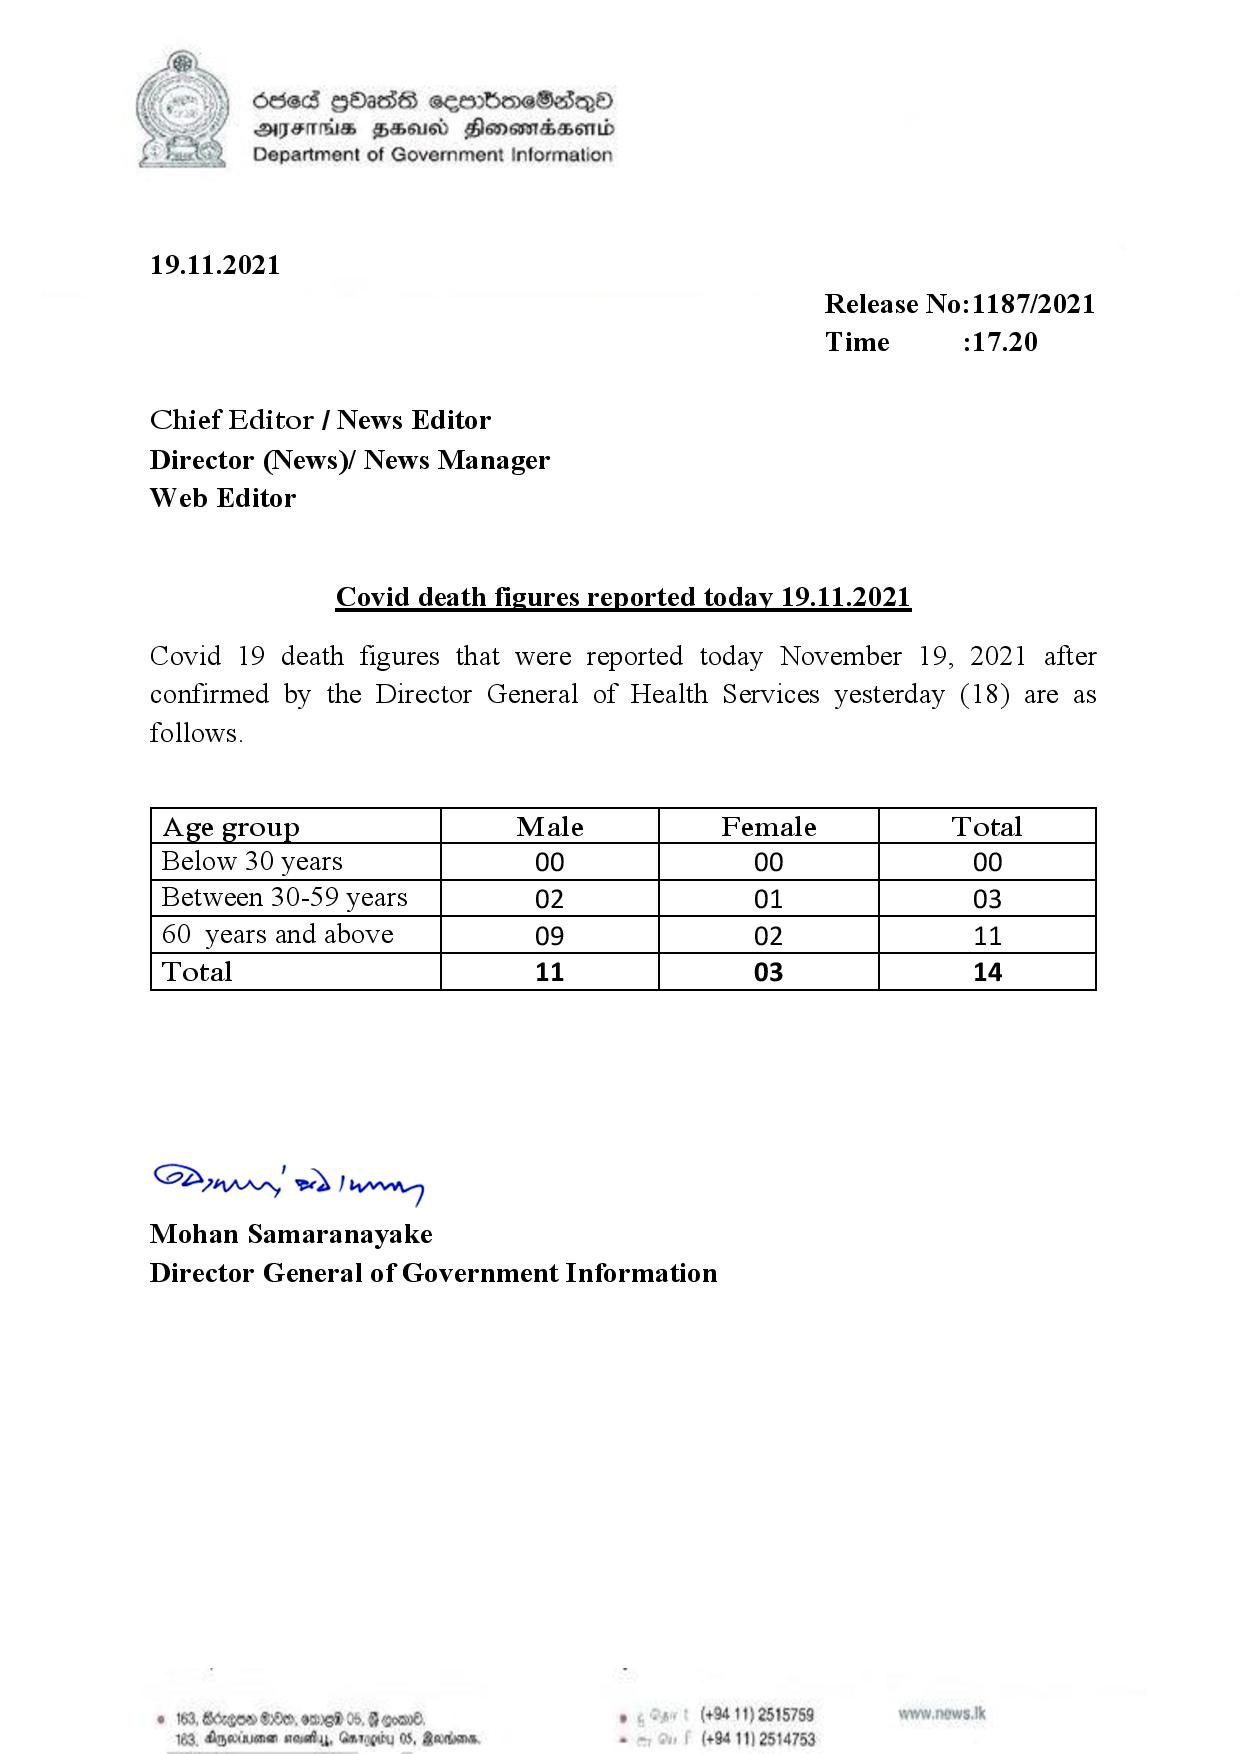 රජයේ ප්‍රවෘත්ති දෙපාර්තමේන්තුව
அரசாங்க தகவல் திணைக்களம்
Department of Government Information
19.11.2021
Release No:1187/2021
Time :17.20
Chief Editor / News Editor
Director (News)/ News Manager
Web Editor
Covid death figures reported today 19.11.2021
Covid 19 death figures that were reported today November 19, 2021 after
confirmed by the Director General of Health Services yesterday (18) are as
follows.
Age group Male Female Total
Below 30 years 00 00 00
Between 30-59 years 02 01 03
60 years and above 09 02 11
Total 11 03 14
Mohan Samaranayake
Director General of Government Information
163, කිරුලපන මාවත, කොළඹ 05, ශ්‍රී ලංකාව.
(+94 11) 2515759
www.news.lk
163, கிருலப்பனை எவனியூ, கொழும்பு 05, இலங்கை.
(+94 11) 2514753